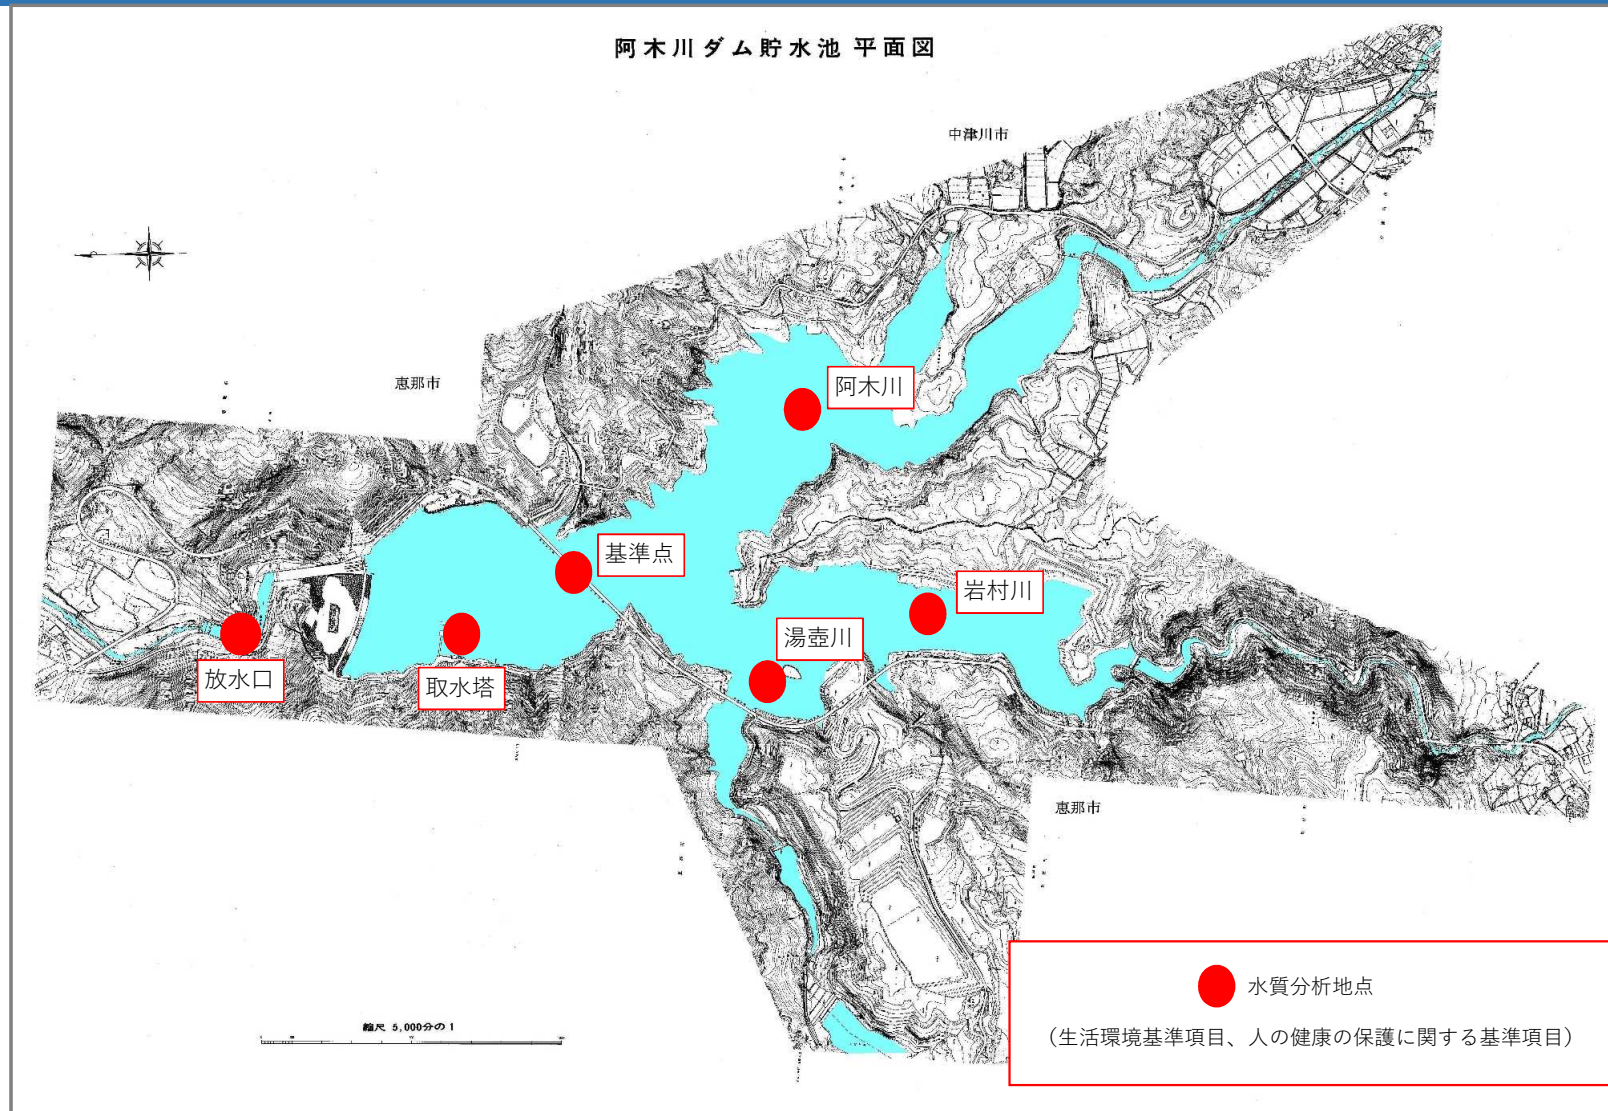 阿木川ダム貯水池 平面図
中津川市
恵那市
阿木川
基準点
岩村川
湯壺川
放水口
取水塔
恵那市
縮尺 5,000分の1
水質分析地点
（生活環境基準項目、人の健康の保護に関する基準項目）